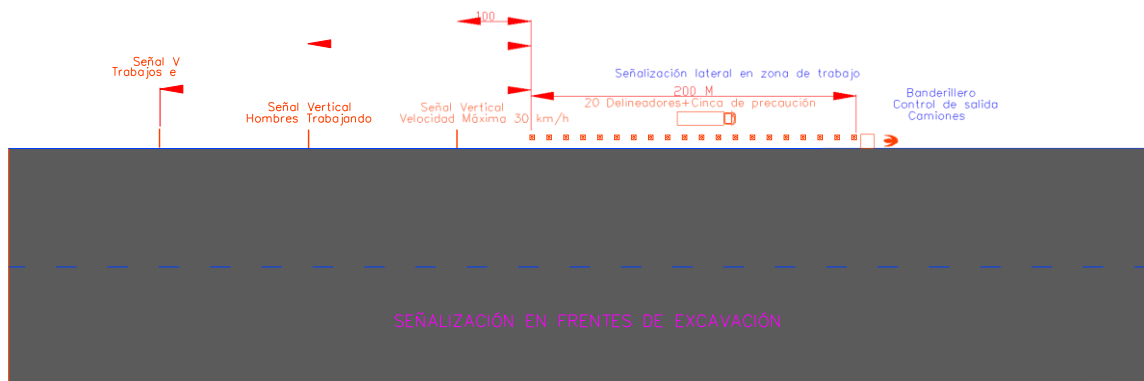 100
Señal V
Trabajos e
Señalización lateral en zona de trabajo
200 M
20 Delineadores+Cinca de precaución
Banderillero
Control de salida
Camiones
Señal Vertical
Hombres Trabajando
Señal Vertical
Velocidad Máxima 30 km/h
SEÑALIZACIÓN EN FRENTES DE EXCAVACIÓN